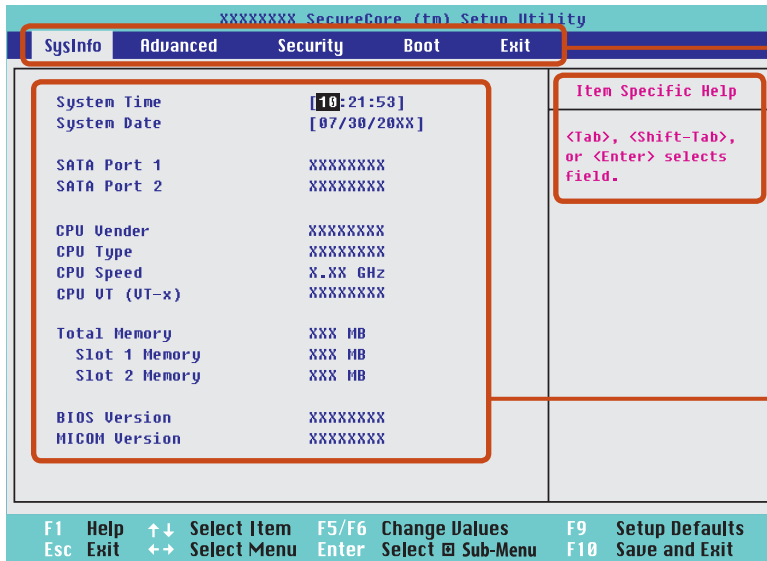 XXXXXXXX SecureCore (tm) Setup Utility
SysInfo Advanced Security Boot Exit
System Time [10:21:53]
System Date [07/30/20XX]
SATA Port 1 XXXXXXXX
SATA Port 2 XXXXXXXX
CPU Vender XXXXXXXX
CPU Type XXXXXXXX
CPU Speed X.XX GHz
CPU VT (VT-x) XXXXXXXX
Total Memory XXX MB
Slot 1 Memory XXX MB
Slot 2 Memory XXX MB
BIOS Version XXXXXXXX
MICOM Version XXXXXXXX
Item Specific Help
<Tab>, <Shift-Tab>,
or <Enter> selects
field.
F1 Help ↑↓ Select Item F5/F6 Change Values F9 Setup Defaults
Esc Exit ←→ Select Menu Enter Select Sub-Menu F10 Save and Exit